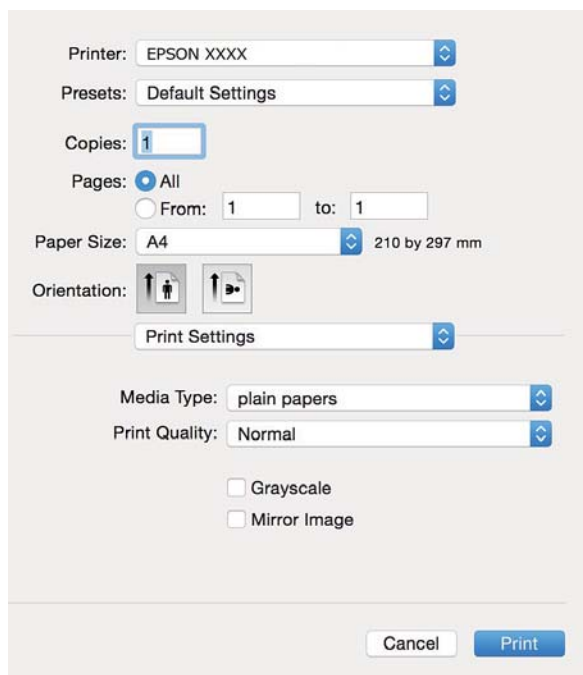 Printer: EPSON XXXX
Presets: Default Settings
Copies: 1
Pages: All
From: 1 to: 1
Paper Size: A4 210 by 297 mm
Orientation:
Print Settings
Media Type: plain papers
Print Quality: Normal
Grayscale
Mirror Image
Cancel Print